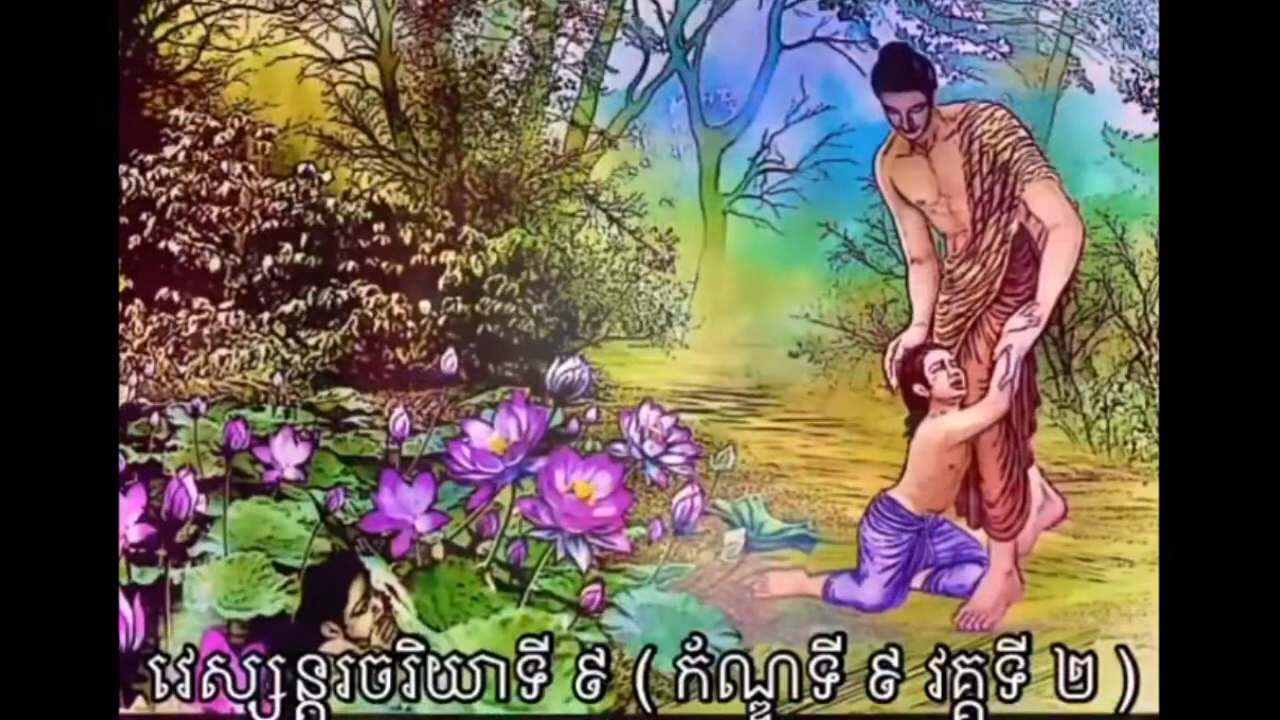 វេស្សន្តរចរិយាទី ៩ ( កំណ្ឌទី ៩ វគ្គទី ២ )